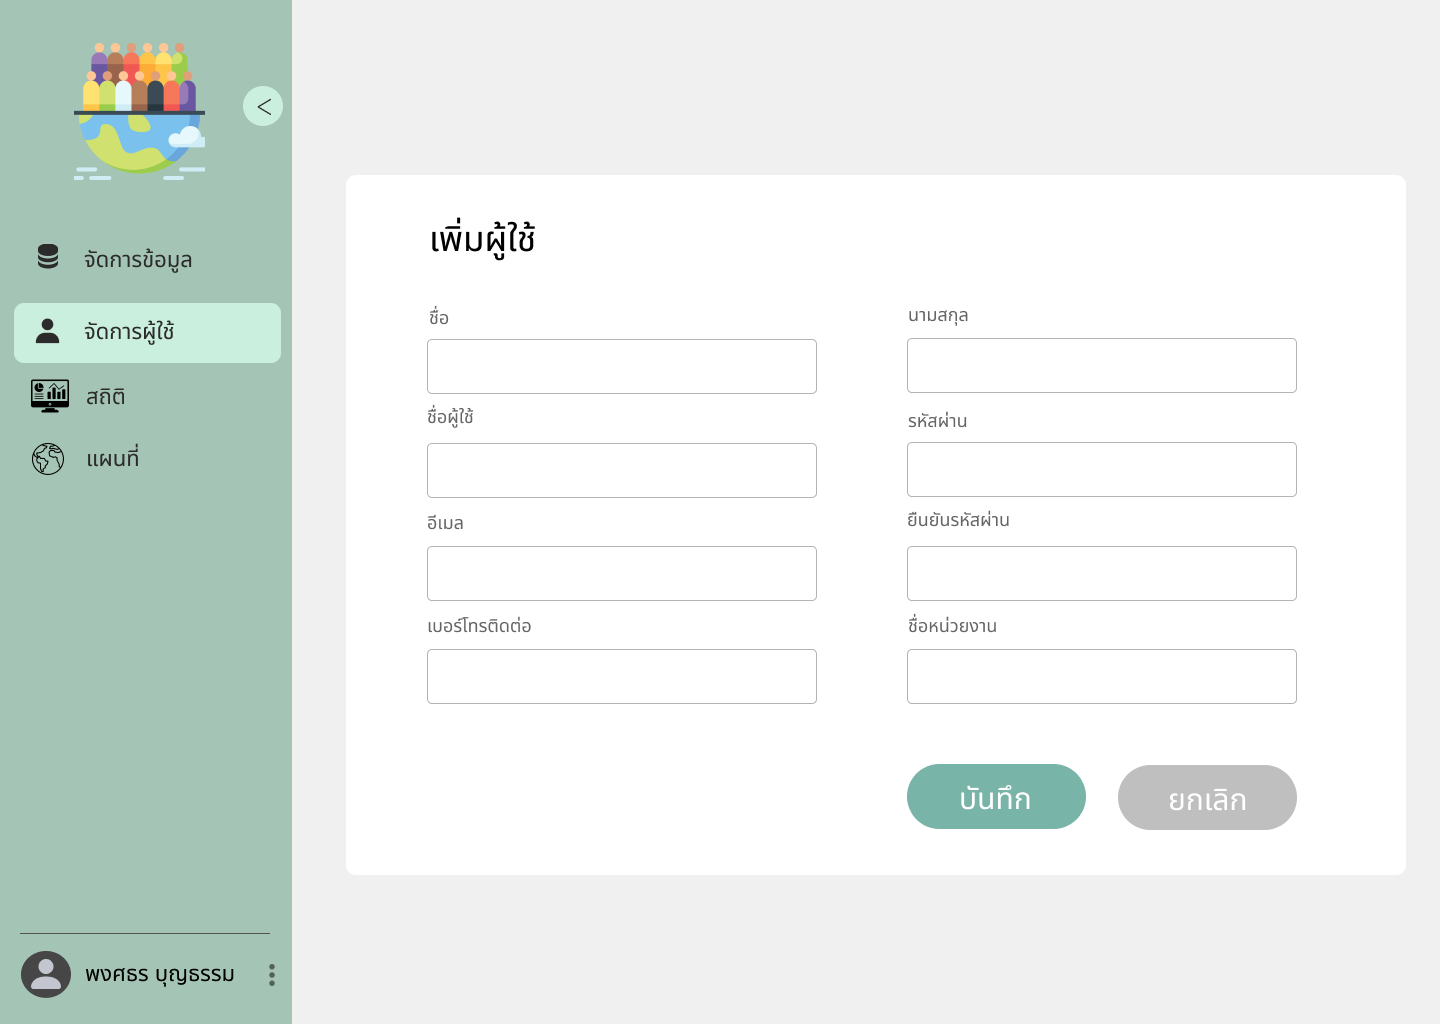 <
จัดการข้อมูล
จัดการผู้ใช้
สถิติ
แผนที่
พงศธร บุญธรรม
เพิ่มผู้ใช้
ชื่อ
นามสกุล
ชื่อผู้ใช้
รหัสผ่าน
อีเมล
ยืนยันรหัสผ่าน
เบอร์โทรติดต่อ
ชื่อหน่วยงาน
บันทึก
ยกเลิก